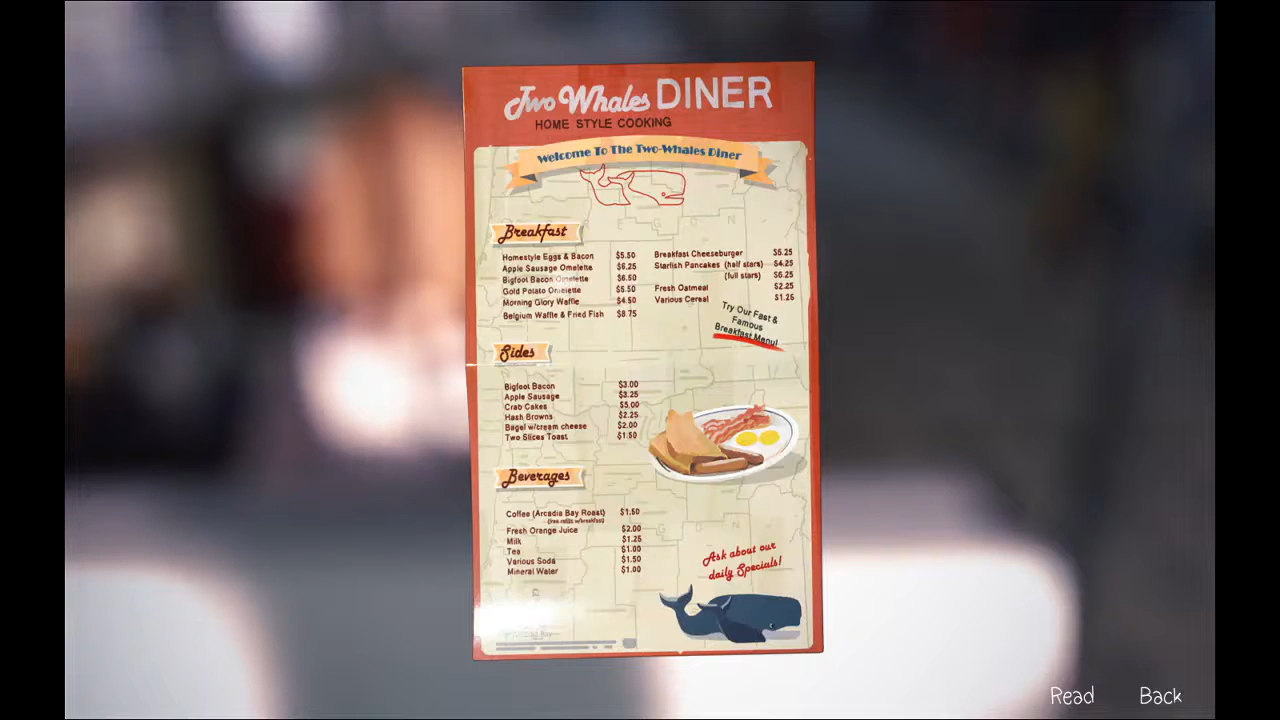 Two Whales DINER
HOME STYLE COOKING
Welcome To The Two-Whales Diner
Breakfast
Homestyle Eggs & Bacon $5.50
Apple Sausage Omelette $6.25
Bigfoot Bacon Omelette $6.50
Gold Potato Omelette $5.50
Morning Glory Waffle $4.50
Belgium Waffle & Fried Fish $8.75
Breakfast Cheeseburger $5.25
Starfish Pancakes (half stars) $4.25
(full stars) $6.25
Fresh Oatmeal $2.25
Various Cereal $1.25
Try Our Fast &
Famous
Breakfast Menu!
Sides
Bigfoot Bacon $3.00
Apple Sausage $3.25
Crab Cakes $5.00
Hash Browns $2.25
Bagel w/cream cheese $2.00
Two Slices Toast $1.50
Beverages
Coffee (Arcadia Bay Roast) $1.50
(free refills w/breakfast)
Fresh Orange Juice $2.00
Milk $1.25
Tea $1.00
Various Soda $1.50
Mineral Water $1.00
Ask about our
daily Specials!
Read Back